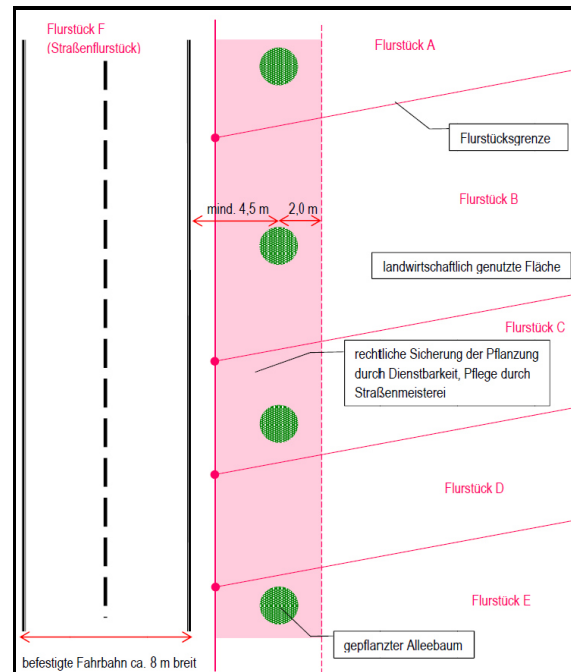 Flurstück F
(Straßenflurstück)
Flurstück A
Flurstücksgrenze
mind. 4,5 m
2,0 m
Flurstück B
landwirtschaftlich genutzte Fläche
Flurstück C
rechtliche Sicherung der Pflanzung
durch Dienstbarkeit, Pflege durch
Straßenmeisterei
Flurstück D
Flurstück E
gepflanzter Alleebaum
befestigte Fahrbahn ca. 8 m breit